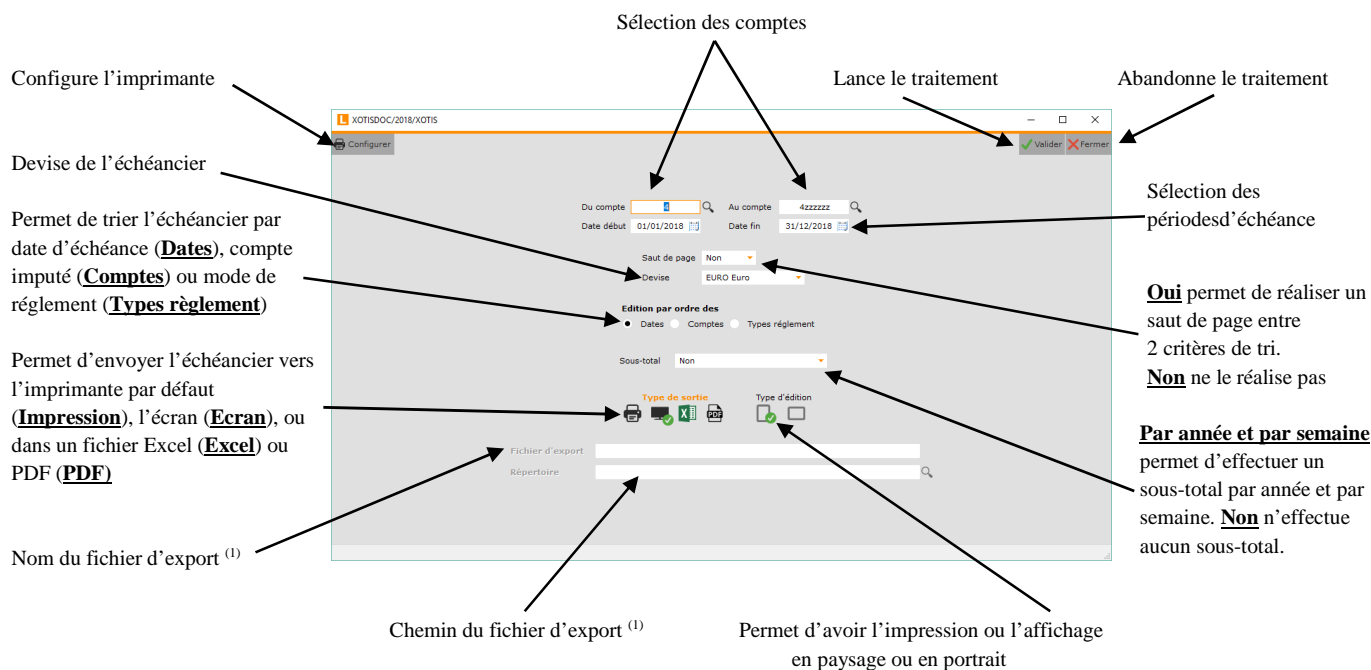 Sélection des comptes
Configure l'imprimante
Lance le traitement
Abandonne le traitement
XOTISDOC/2018/XOTIS
Configurer
Valider
Fermer
Devise de l'échéancier
Du compte 4
Au compte 4zzzzzz
Date début 01/01/2018
Date fin 31/12/2018
Sélection des
périodesd'échéance
Permet de trier l'échéancier par
date d'échéance (Dates), compte
imputé (Comptes) ou mode de
réglement (Types règlement)
Saut de page Non
Devise EURO Euro
Edition par ordre des
Dates Comptes Types réglement
Oui permet de réaliser un
saut de page entre
2 critères de tri.
Non ne le réalise pas
Sous-total Non
Permet d'envoyer l'échéancier vers
l'imprimante par défaut
(Impression), l'écran (Ecran), ou
dans un fichier Excel (Excel) ou
PDF (PDF)
Type de sortie
Type d'édition
PDF
Fichier d'export
Répertoire
Par année et par semaine
permet d'effectuer un
sous-total par année et par
semaine. Non n'effectue
aucun sous-total.
Nom du fichier d'export (1)
Chemin du fichier d'export (1)
Permet d'avoir l'impression ou l'affichage
en paysage ou en portrait